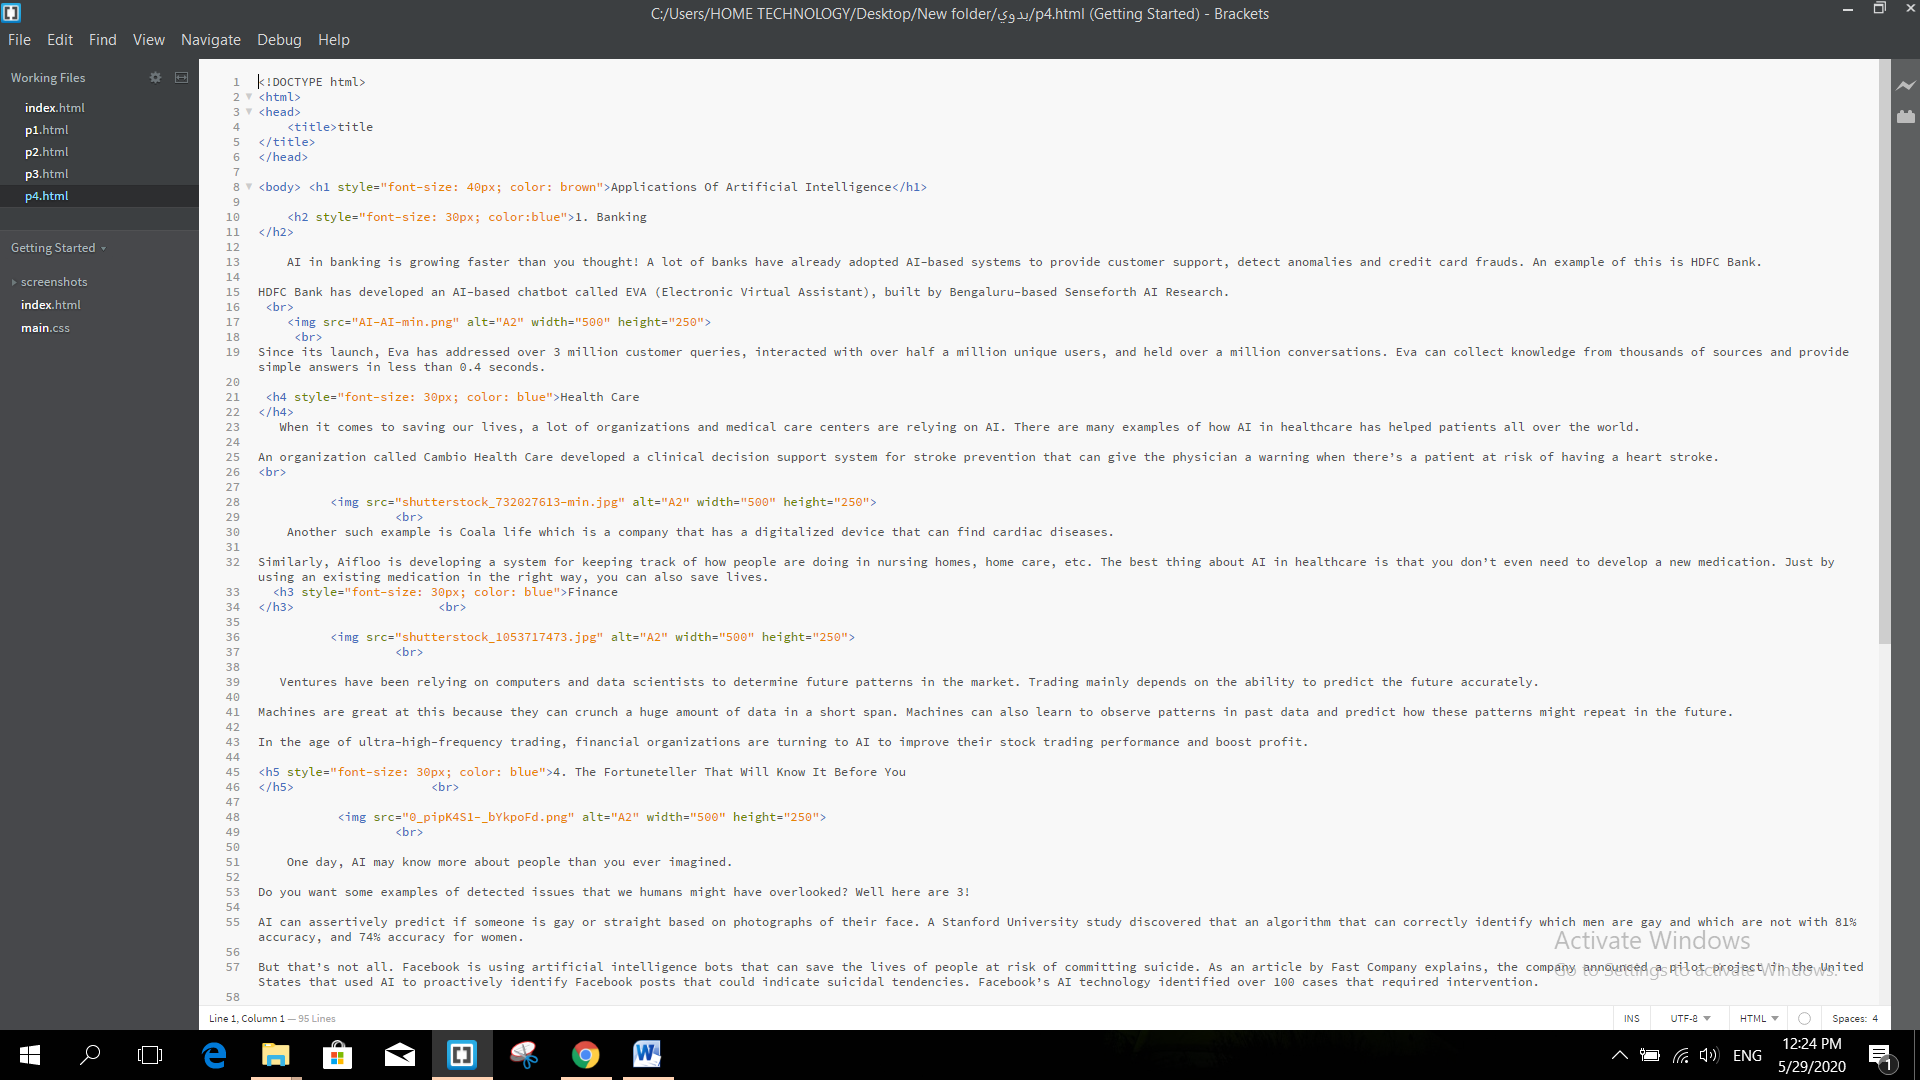 C:/Users/HOME TECHNOLOGY/Desktop/New folder/بدوي/p4.html (Getting Started) - Brackets
File Edit Find View Navigate Debug Help
Working Files
index.html
p1.html
p2.html
p3.html
p4.html
Getting Started
screenshots
index.html
main.css
1 <!DOCTYPE html>
2 <html>
3 <head>
4 <title>title
5 </title>
6 </head>
7
8 <body> <h1 style="font-size: 40px; color: brown">Applications Of Artificial Intelligence</h1>
9
10 <h2 style="font-size: 30px; color:blue">1. Banking
11 </h2>
12
13 AI in banking is growing faster than you thought! A lot of banks have already adopted AI-based systems to provide customer support, detect anomalies and credit card frauds. An example of this is HDFC Bank.
14
15 HDFC Bank has developed an AI-based chatbot called EVA (Electronic Virtual Assistant), built by Bengaluru-based Senseforth AI Research.
16 <br>
17 <img src="AI-AI-min.png" alt="A2" width="500" height="250">
18 <br>
19 Since its launch, Eva has addressed over 3 million customer queries, interacted with over half a million unique users, and held over a million conversations. Eva can collect knowledge from thousands of sources and provide
simple answers in less than 0.4 seconds.
20
21 <h4 style="font-size: 30px; color: blue">Health Care
22 </h4>
23 When it comes to saving our lives, a lot of organizations and medical care centers are relying on AI. There are many examples of how AI in healthcare has helped patients all over the world.
24
25 An organization called Cambio Health Care developed a clinical decision support system for stroke prevention that can give the physician a warning when there’s a patient at risk of having a heart stroke.
26 <br>
27
28 <img src="shutterstock_732027613-min.jpg" alt="A2" width="500" height="250">
29 <br>
30 Another such example is Coala life which is a company that has a digitalized device that can find cardiac diseases.
31
32 Similarly, Aifloo is developing a system for keeping track of how people are doing in nursing homes, home care, etc. The best thing about AI in healthcare is that you don’t even need to develop a new medication. Just by
using an existing medication in the right way, you can also save lives.
33 <h3 style="font-size: 30px; color: blue">Finance
34 </h3> <br>
35
36 <img src="shutterstock_1053717473.jpg" alt="A2" width="500" height="250">
37 <br>
38
39 Ventures have been relying on computers and data scientists to determine future patterns in the market. Trading mainly depends on the ability to predict the future accurately.
40
41 Machines are great at this because they can crunch a huge amount of data in a short span. Machines can also learn to observe patterns in past data and predict how these patterns might repeat in the future.
42
43 In the age of ultra-high-frequency trading, financial organizations are turning to AI to improve their stock trading performance and boost profit.
44
45 <h5 style="font-size: 30px; color: blue">4. The Fortuneteller That Will Know It Before You
46 </h5> <br>
47
48 <img src="0_pipK4S1-_bYkpoFd.png" alt="A2" width="500" height="250">
49 <br>
50
51 One day, AI may know more about people than you ever imagined.
52
53 Do you want some examples of detected issues that we humans might have overlooked? Well here are 3!
54
55 AI can assertively predict if someone is gay or straight based on photographs of their face. A Stanford University study discovered that an algorithm that can correctly identify which men are gay and which are not with 81%
accuracy, and 74% accuracy for women.
56
57 But that’s not all. Facebook is using artificial intelligence bots that can save the lives of people at risk of committing suicide. As an article by Fast Company explains, the company announced a pilot project in the United
States that used AI to proactively identify Facebook posts that could indicate suicidal tendencies. Facebook’s AI technology identified over 100 cases that required intervention.
58
Activate Windows
Go to Settings to activate Windows.
Line 1, Column 1 — 95 Lines
INS UTF-8 HTML Spaces: 4
ENG
12:24 PM
5/29/2020
1